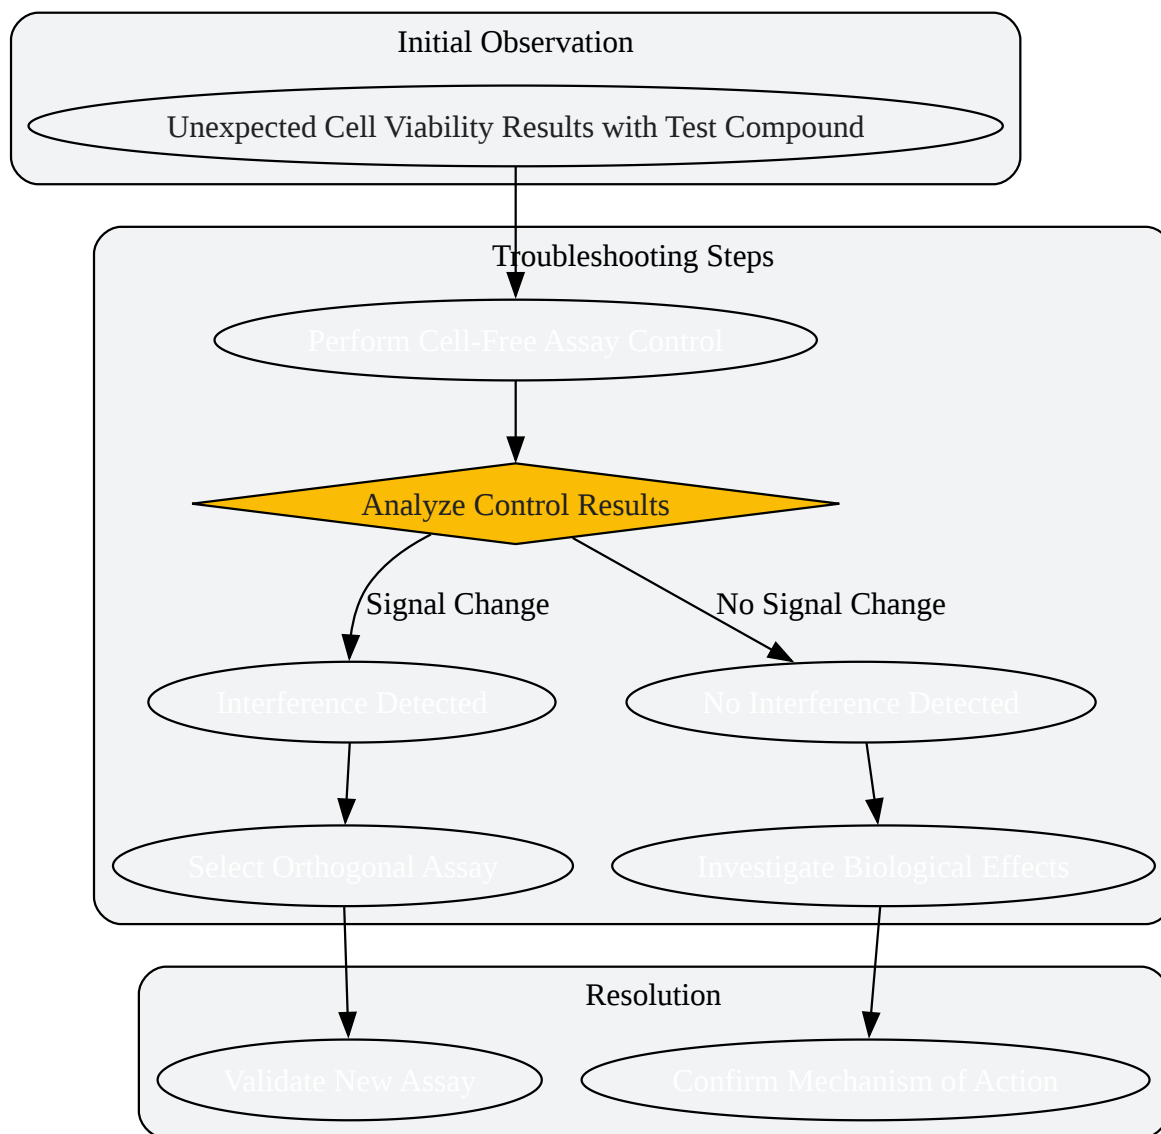 Initial Observation
Unexpected Cell Viability Results with Test Compound
Troubleshooting Steps
Perform Cell-Free Assay Control
Analyze Control Results
Signal Change
No Signal Change
Interference Detected
No Interference Detected
Select Orthogonal Assay
Investigate Biological Effects
Resolution
Validate New Assay
Confirm Mechanism of Action